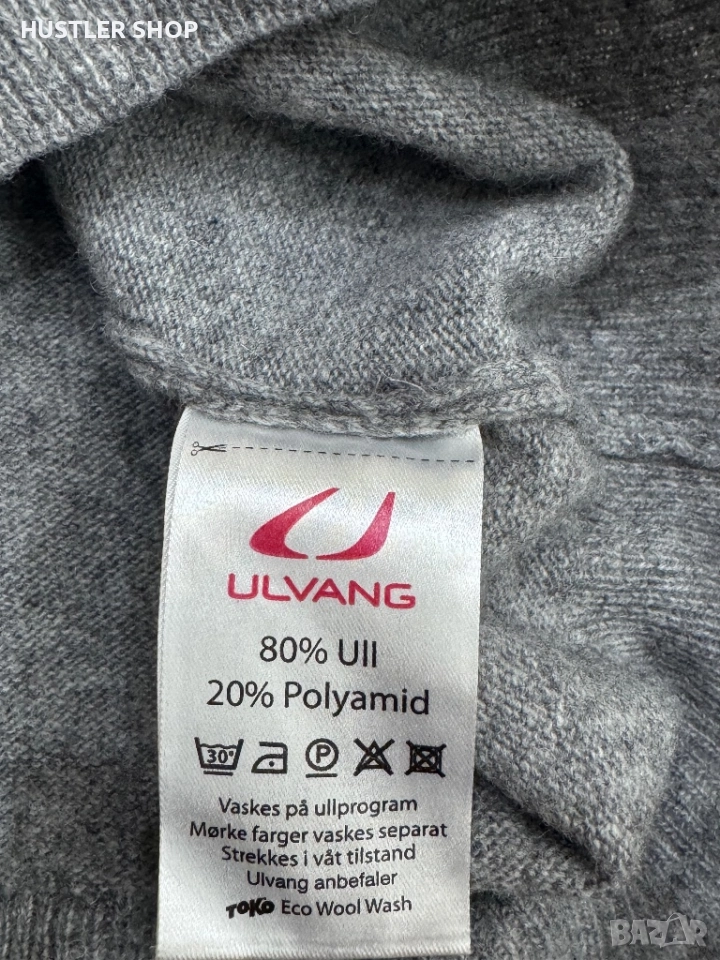 HUSTLER SHOP
ULVANG
80% Ull
20% Polyamid
30°
P
Vaskes på ullprogram
Mørke farger vaskes separat
Strekkes i våt tilstand
Ulvang anbefaler
TOKO Eco Wool Wash
BAZAR